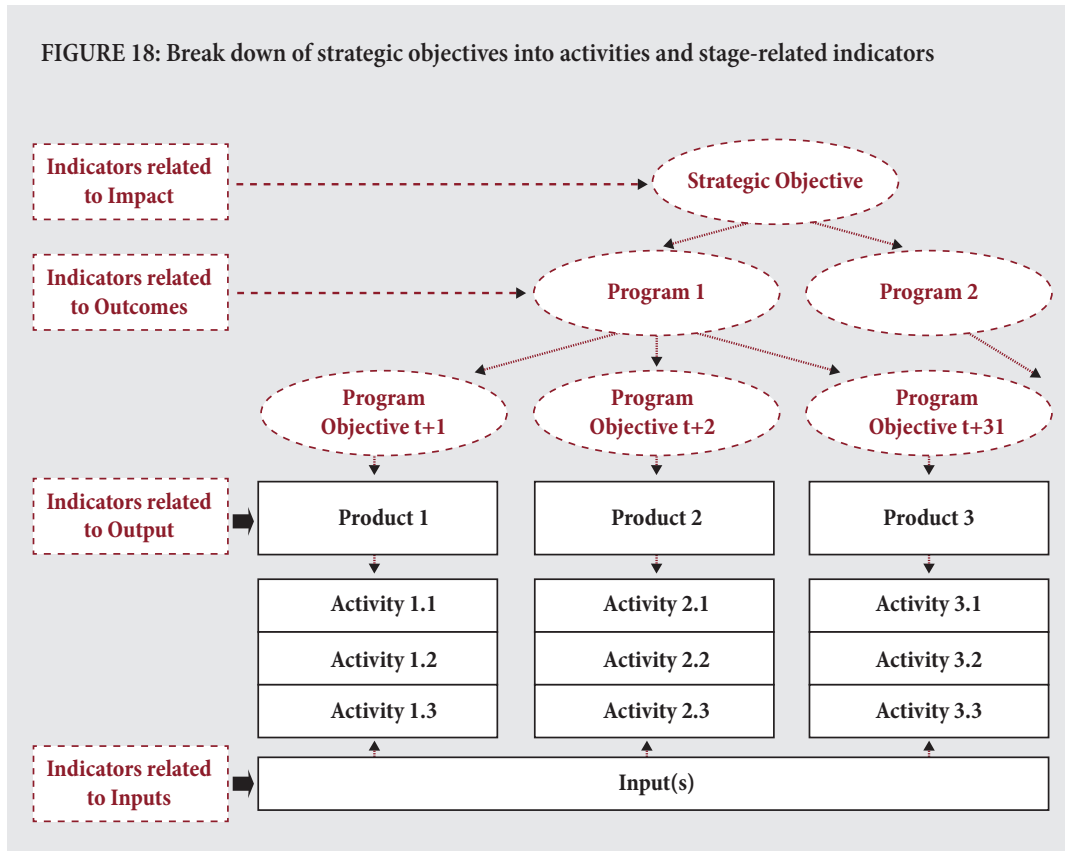 FIGURE 18: Break down of strategic objectives into activities and stage-related indicators
Indicators related
to Impact
Strategic Objective
Indicators related
to Outcomes
Program 1
Program 2
Program
Objective t+1
Program
Objective t+2
Program
Objective t+31
Indicators related
to Output
Product 1
Product 2
Product 3
Activity 1.1
Activity 2.1
Activity 3.1
Activity 1.2
Activity 2.2
Activity 3.2
Activity 1.3
Activity 2.3
Activity 3.3
Indicators related
to Inputs
Input(s)